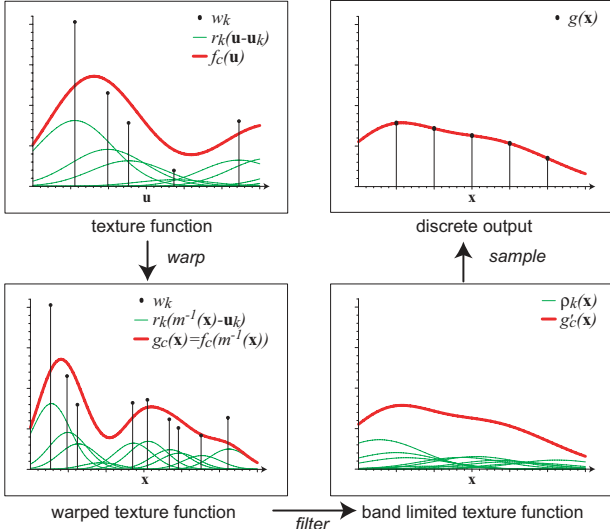 w_k
r_k(u-u_k)
f_c(u)
u
texture function
g(x)
x
discrete output
warp
sample
w_k
r_k(m⁻¹(x)-u_k)
g_c(x)=f_c(m⁻¹(x))
x
warped texture function
ρ_k(x)
g'_c(x)
x
band limited texture function
filter